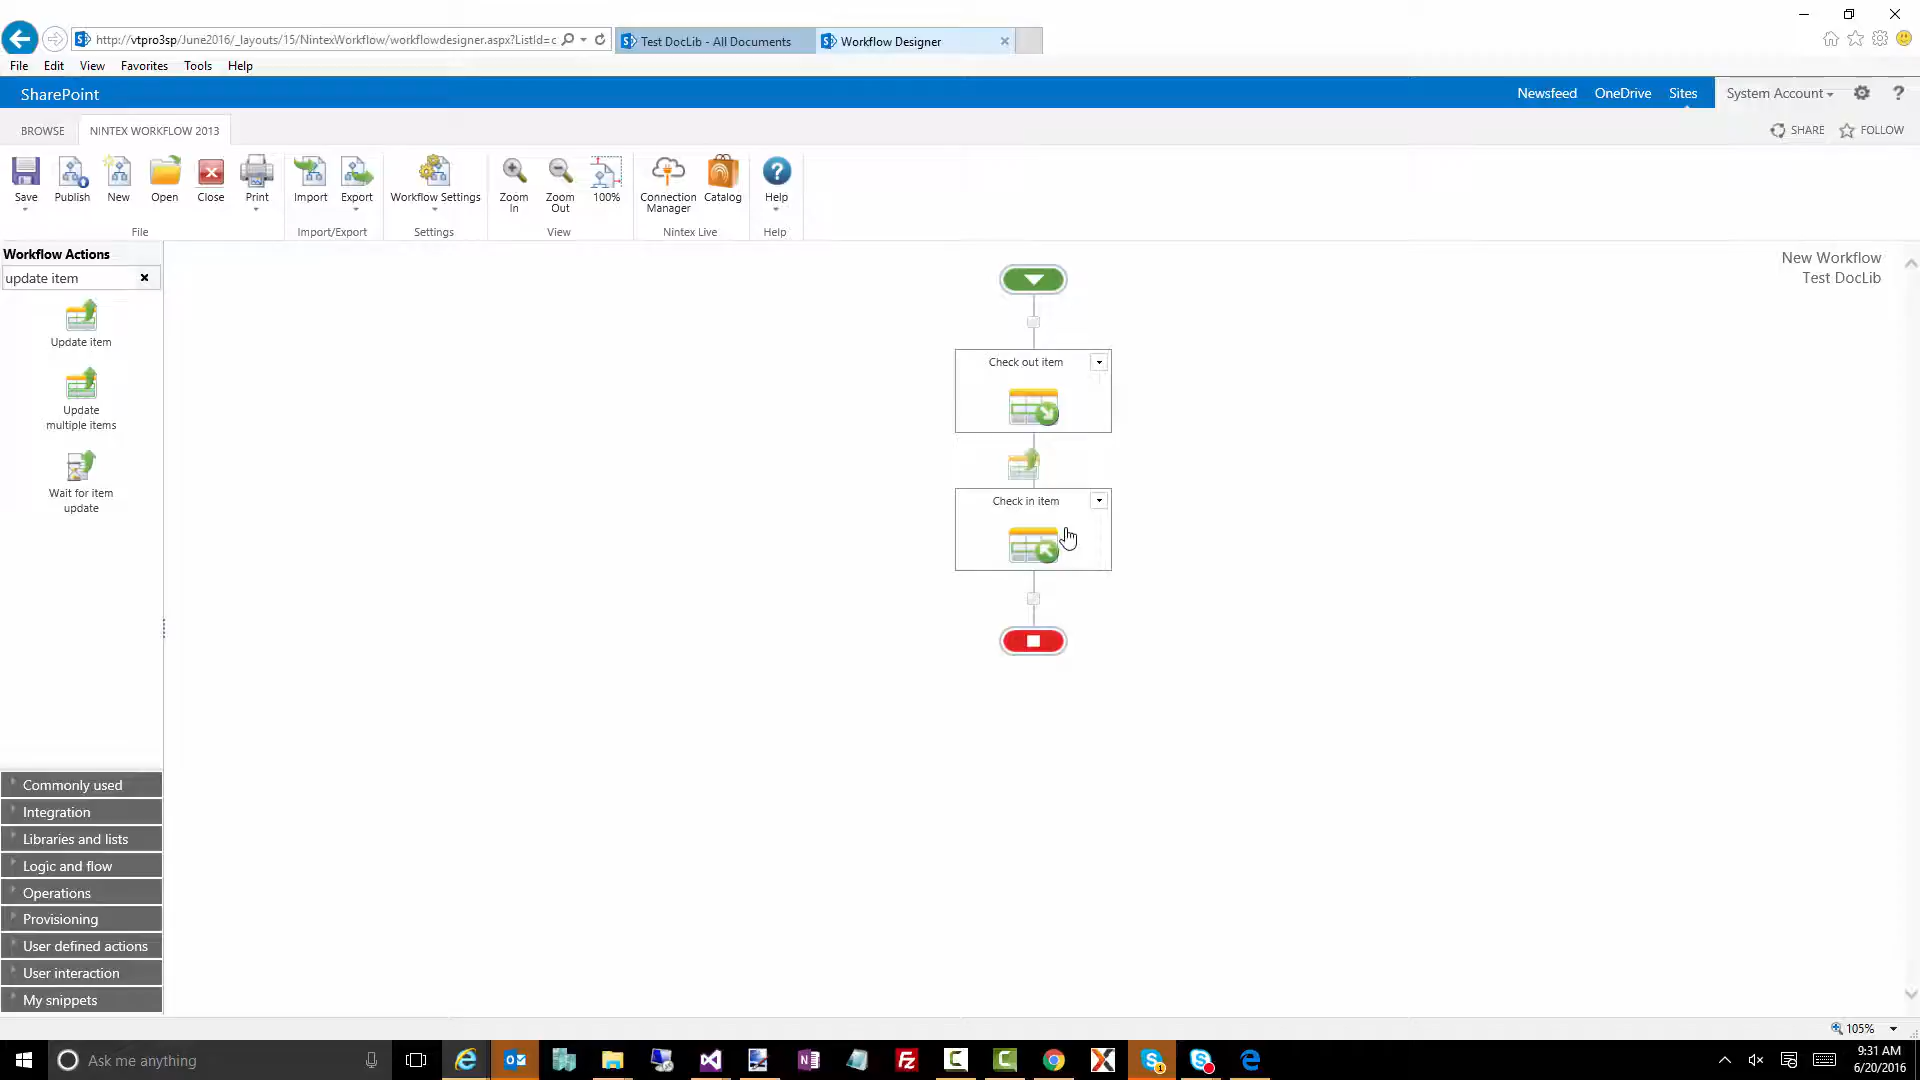 http://vtpro3sp/June2016/_layouts/15/NintexWorkflow/workflowdesigner.aspx?ListId=c
Test DocLib - All Documents
Workflow Designer
File Edit View Favorites Tools Help
SharePoint
Newsfeed OneDrive Sites
System Account
?
BROWSE
NINTEX WORKFLOW 2013
SHARE
FOLLOW
Save
Publish
New
Open
Close
Print
Import
Export
Workflow Settings
Zoom In
Zoom Out
100%
Connection Manager
Catalog
Help
File
Import/Export
Settings
View
Nintex Live
Help
Workflow Actions
update item
Update item
Update
multiple items
Wait for item
update
New Workflow
Test DocLib
Check out item
Check in item
Commonly used
Integration
Libraries and lists
Logic and flow
Operations
Provisioning
User defined actions
User interaction
My snippets
105%
Ask me anything
9:31 AM
6/20/2016